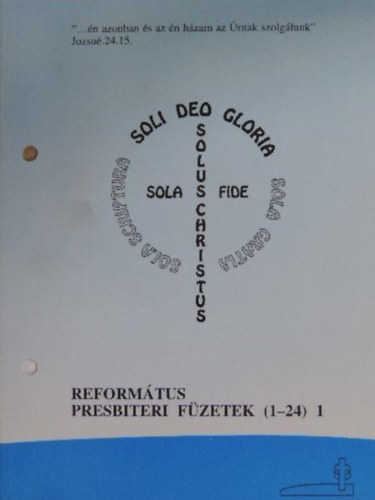 "...én azonban és az én házam az Úrnak szolgálunk"
Jozsué.24.15.
SOLI DEO GLORIA
SOLUS CHRISTUS
SOLA FIDE
SOLA SCRIPTURA
SOLA GRATIA
REFORMÁTUS
PRESBITERI FÜZETEK (1–24) 1